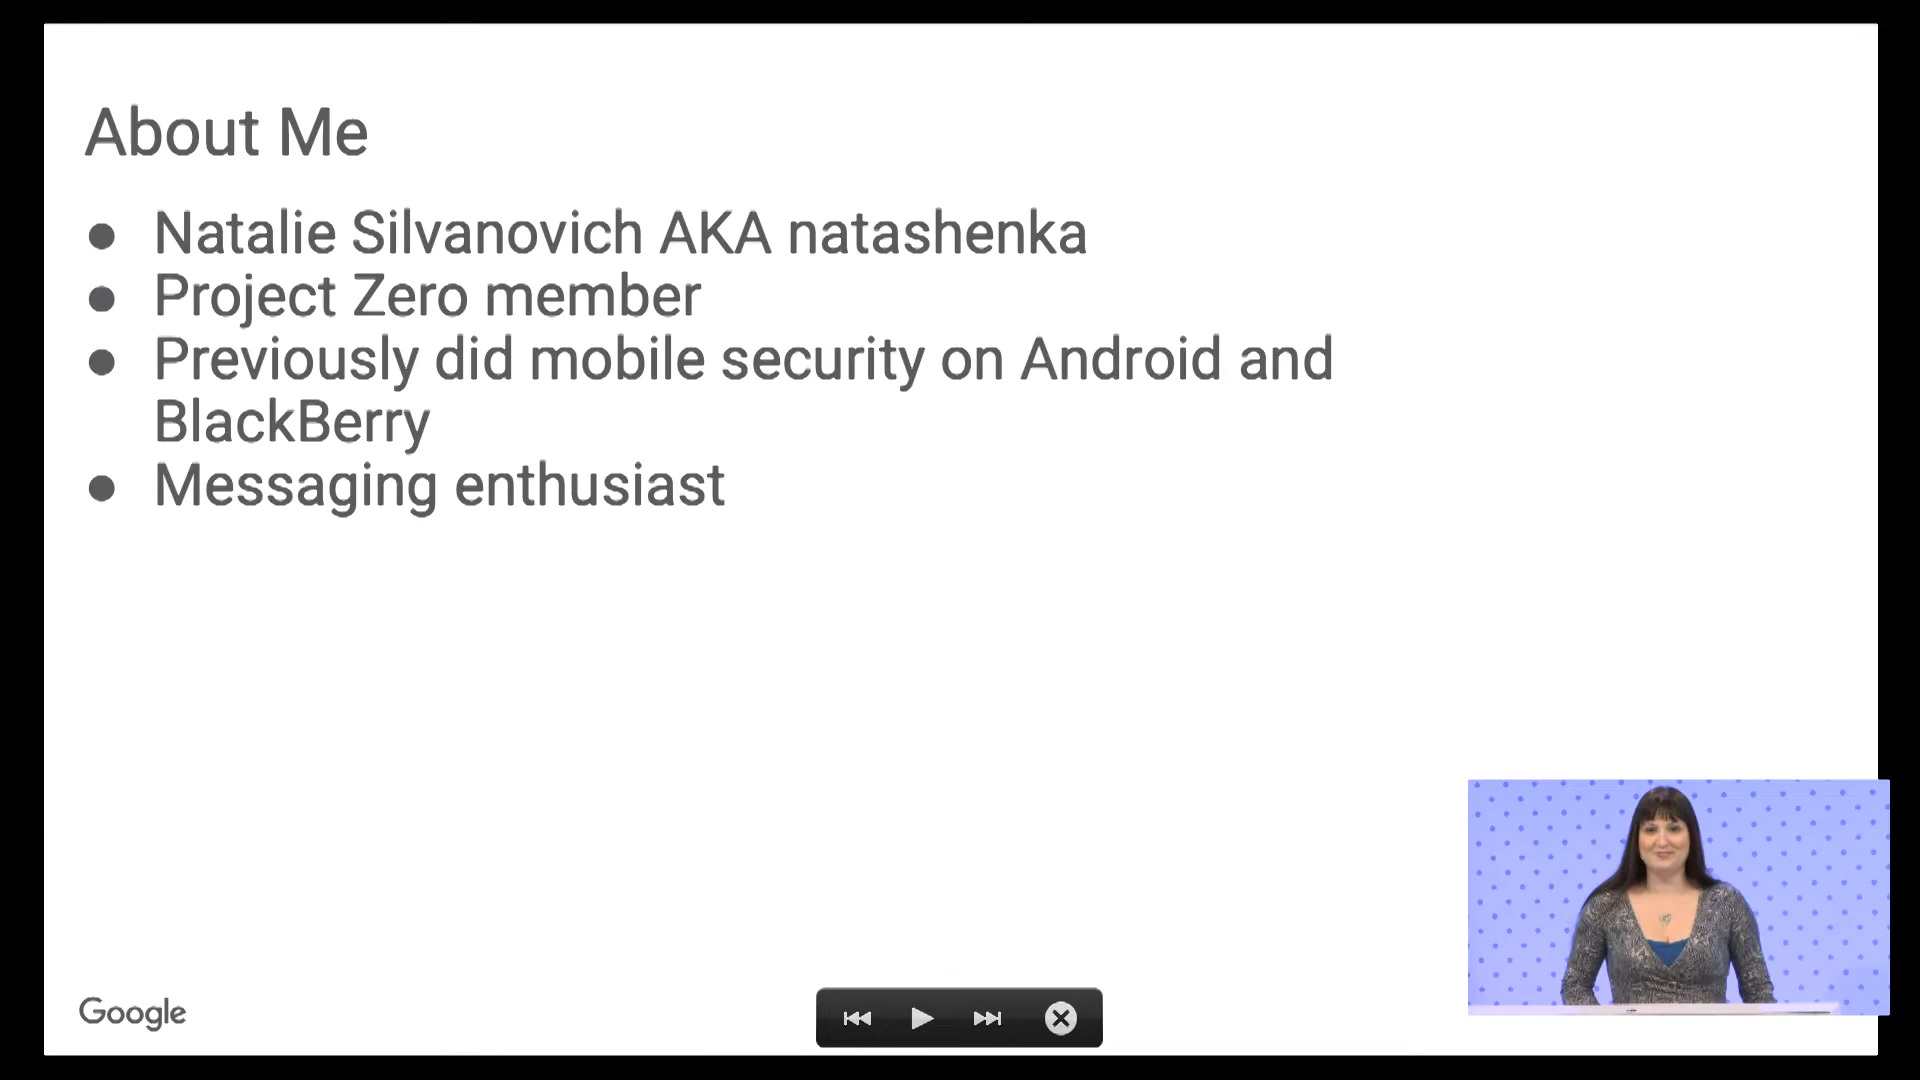 About Me
● Natalie Silvanovich AKA natashenka
● Project Zero member
● Previously did mobile security on Android and
BlackBerry
● Messaging enthusiast
Google